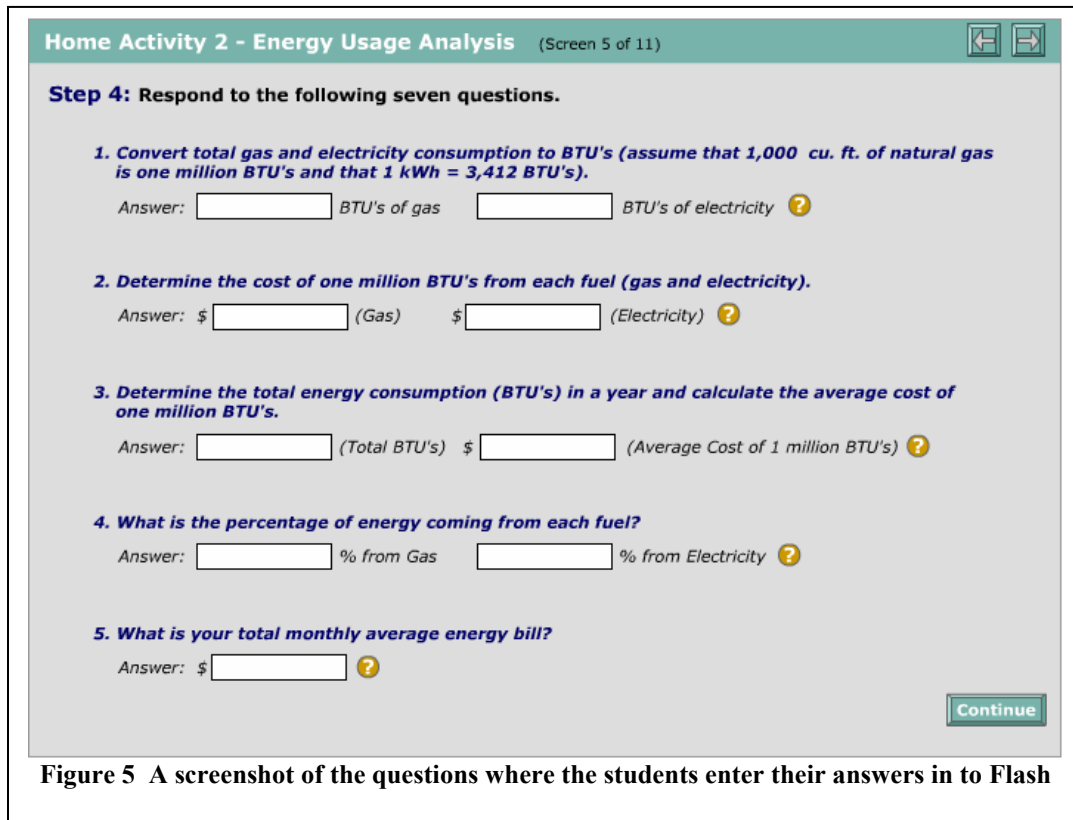 Home Activity 2 - Energy Usage Analysis (Screen 5 of 11)
Step 4: Respond to the following seven questions.
1. Convert total gas and electricity consumption to BTU's (assume that 1,000 cu. ft. of natural gas
is one million BTU's and that 1 kWh = 3,412 BTU's).
Answer: BTU's of gas BTU's of electricity ?
2. Determine the cost of one million BTU's from each fuel (gas and electricity).
Answer: $ (Gas) $ (Electricity) ?
3. Determine the total energy consumption (BTU's) in a year and calculate the average cost of
one million BTU's.
Answer: (Total BTU's) $ (Average Cost of 1 million BTU's) ?
4. What is the percentage of energy coming from each fuel?
Answer: % from Gas % from Electricity ?
5. What is your total monthly average energy bill?
Answer: $ ?
Continue
Figure 5 A screenshot of the questions where the students enter their answers in to Flash